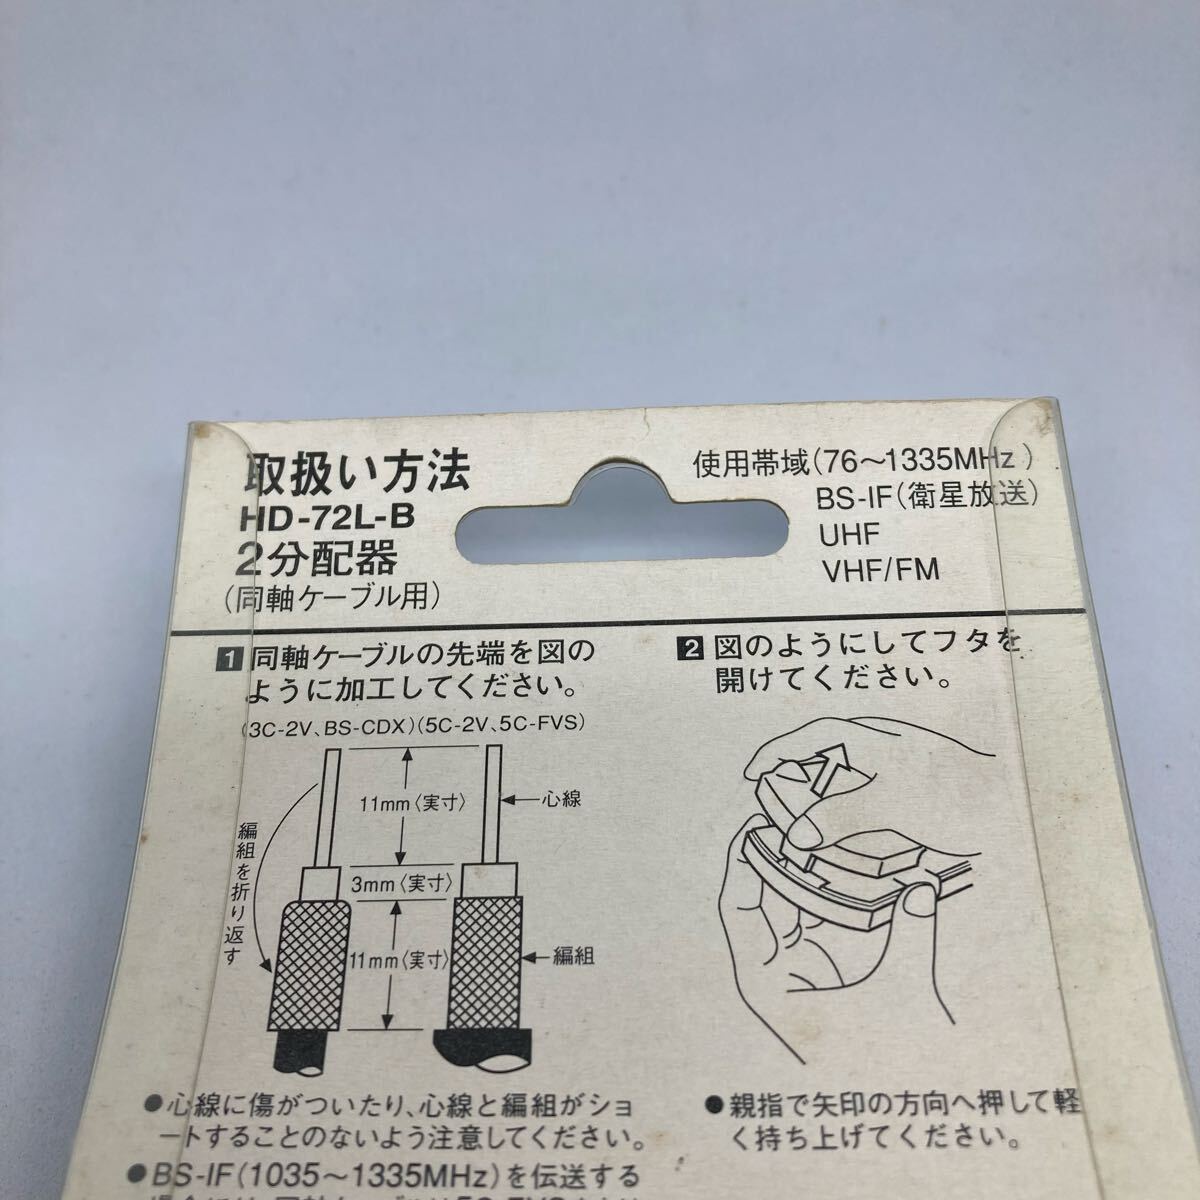 取扱い方法
HD-72L-B
2分配器
(同軸ケーブル用)
使用帯域(76〜1335MHz)
BS-IF(衛星放送)
UHF
VHF/FM
1 同軸ケーブルの先端を図の
ように加工してください。
(3C-2V、BS-CDX)(5C-2V、5C-FVS)
11mm〈実寸〉
心線
編組を折り返す
3mm〈実寸〉
11mm〈実寸〉
編組
●心線に傷がついたり、心線と編組がショ
ートすることのないよう注意してください。
●BS-IF(1035〜1335MHz)を伝送する
2 図のようにしてフタを
開けてください。
●親指で矢印の方向へ押して軽
く持ち上げてください。